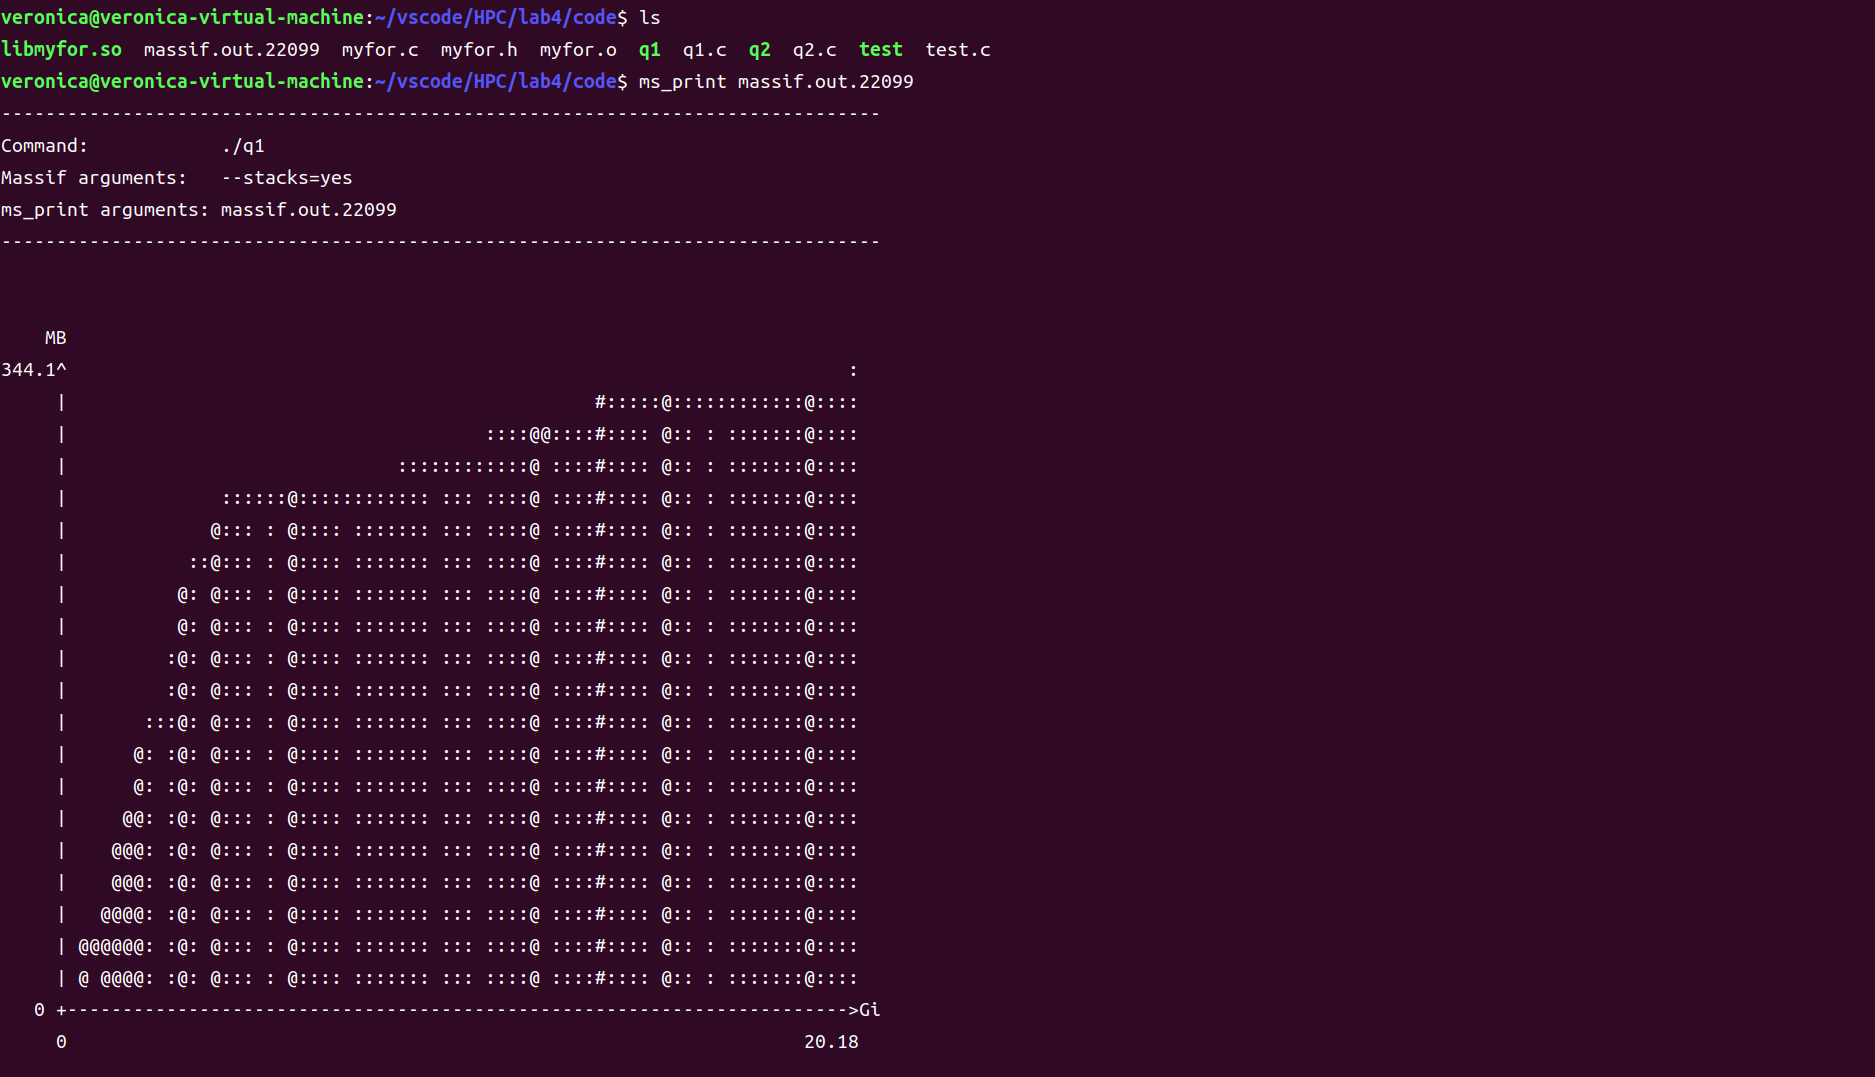 veronica@veronica-virtual-machine:~/vscode/HPC/lab4/code$ ls
libmyfor.so  massif.out.22099  myfor.c  myfor.h  myfor.o  q1  q1.c  q2  q2.c  test  test.c
veronica@veronica-virtual-machine:~/vscode/HPC/lab4/code$ ms_print massif.out.22099
--------------------------------------------------------------------------------
Command:            ./q1
Massif arguments:   --stacks=yes
ms_print arguments: massif.out.22099
--------------------------------------------------------------------------------


    MB
344.1^                                                                       :
     |                                                #:::::@::::::::::::@::::
     |                                      ::::@@::::#:::: @:: : :::::::@::::
     |                              ::::::::::::@ ::::#:::: @:: : :::::::@::::
     |              ::::::@:::::::::::: ::: ::::@ ::::#:::: @:: : :::::::@::::
     |             @::: : @:::: ::::::: ::: ::::@ ::::#:::: @:: : :::::::@::::
     |           ::@::: : @:::: ::::::: ::: ::::@ ::::#:::: @:: : :::::::@::::
     |          @: @::: : @:::: ::::::: ::: ::::@ ::::#:::: @:: : :::::::@::::
     |          @: @::: : @:::: ::::::: ::: ::::@ ::::#:::: @:: : :::::::@::::
     |         :@: @::: : @:::: ::::::: ::: ::::@ ::::#:::: @:: : :::::::@::::
     |         :@: @::: : @:::: ::::::: ::: ::::@ ::::#:::: @:: : :::::::@::::
     |       :::@: @::: : @:::: ::::::: ::: ::::@ ::::#:::: @:: : :::::::@::::
     |      @: :@: @::: : @:::: ::::::: ::: ::::@ ::::#:::: @:: : :::::::@::::
     |      @: :@: @::: : @:::: ::::::: ::: ::::@ ::::#:::: @:: : :::::::@::::
     |     @@: :@: @::: : @:::: ::::::: ::: ::::@ ::::#:::: @:: : :::::::@::::
     |    @@@: :@: @::: : @:::: ::::::: ::: ::::@ ::::#:::: @:: : :::::::@::::
     |    @@@: :@: @::: : @:::: ::::::: ::: ::::@ ::::#:::: @:: : :::::::@::::
     |   @@@@: :@: @::: : @:::: ::::::: ::: ::::@ ::::#:::: @:: : :::::::@::::
     | @@@@@@: :@: @::: : @:::: ::::::: ::: ::::@ ::::#:::: @:: : :::::::@::::
     | @ @@@@: :@: @::: : @:::: ::::::: ::: ::::@ ::::#:::: @:: : :::::::@::::
   0 +----------------------------------------------------------------------->Gi
     0                                                                   20.18